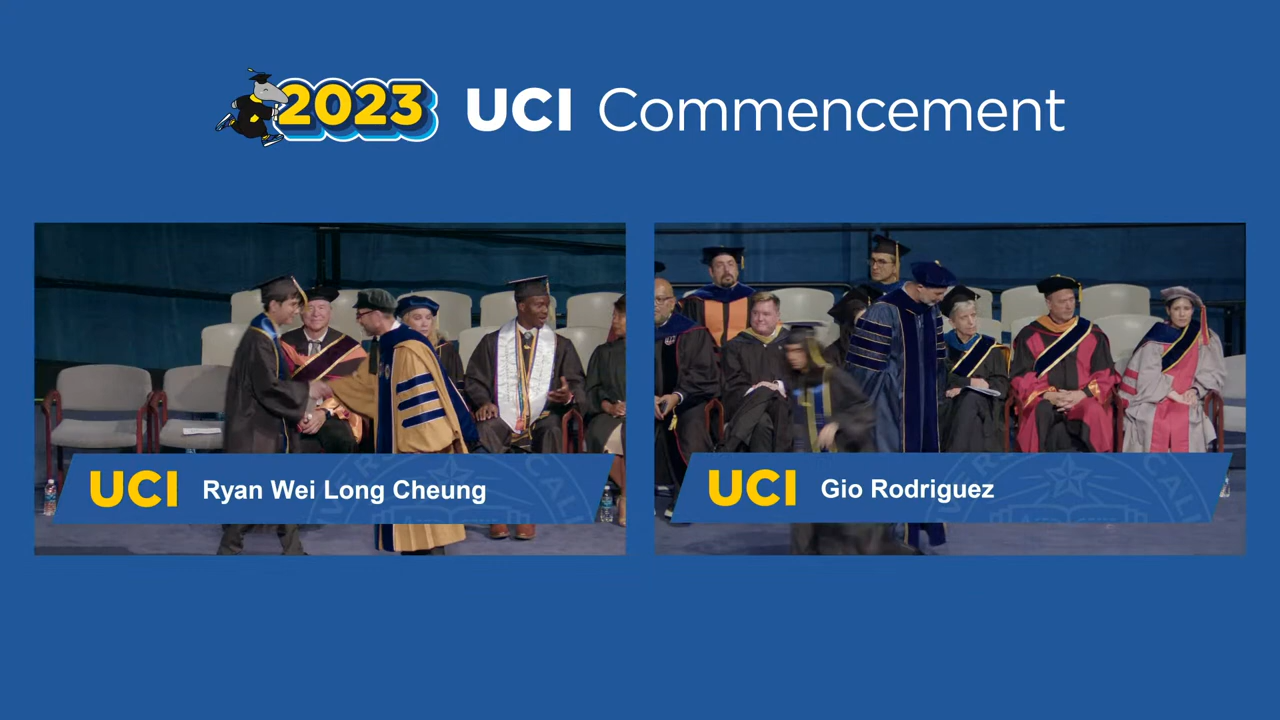 2023 UCI Commencement
UCI Ryan Wei Long Cheung
UCI Gio Rodriguez